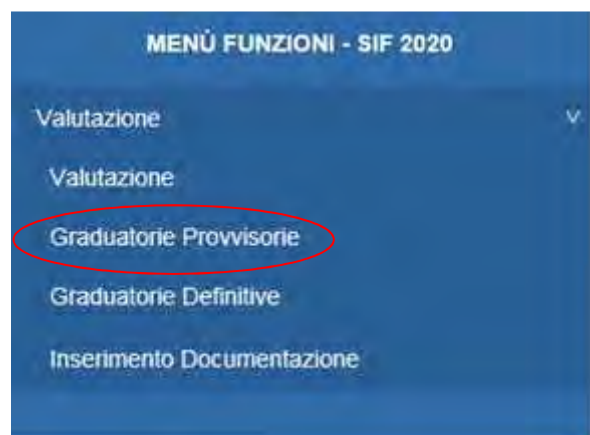 MENÙ FUNZIONI - SIF 2020
Valutazione v
Valutazione
Graduatorie Provvisorie
Graduatorie Definitive
Inserimento Documentazione